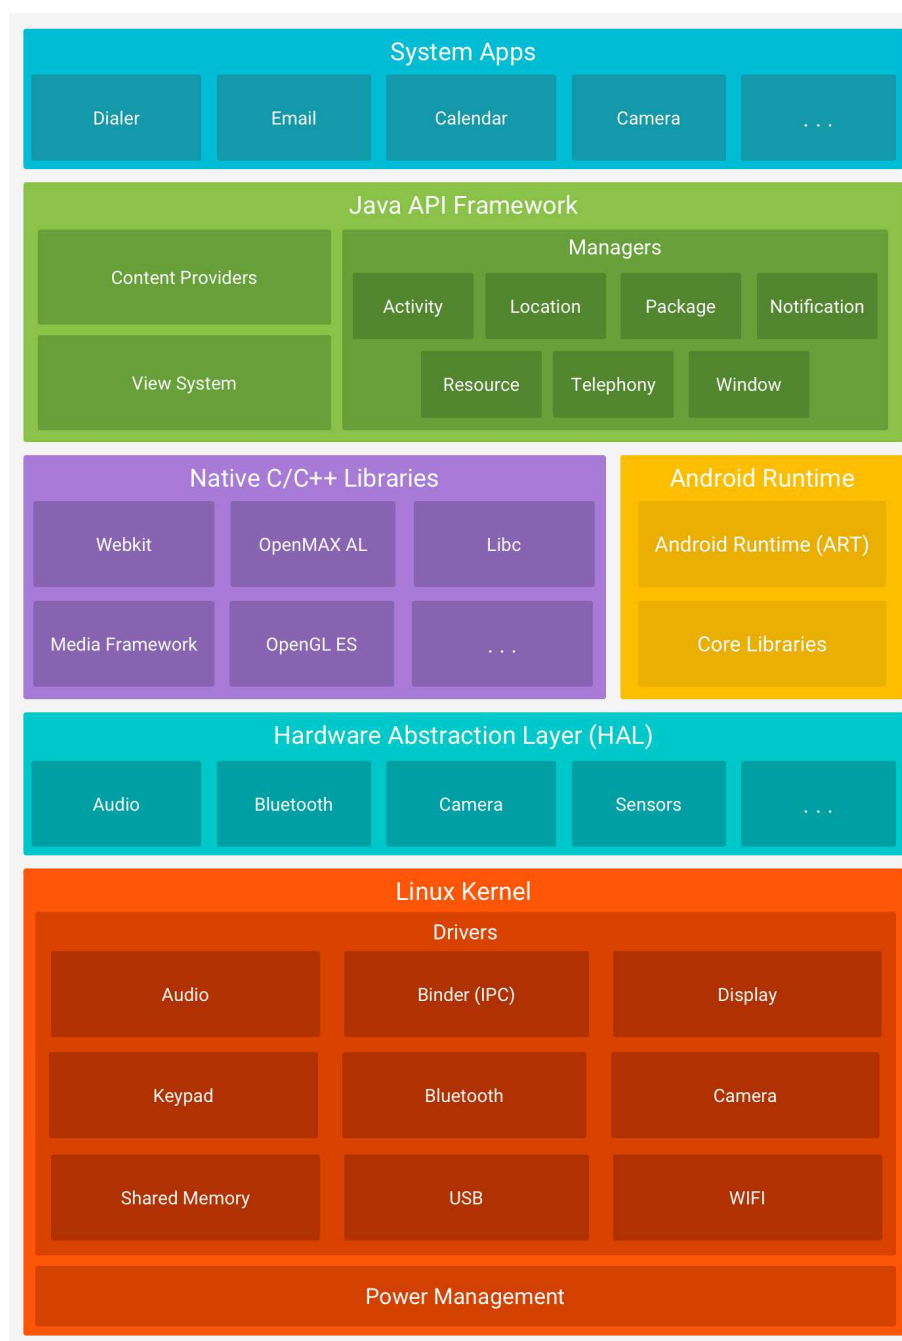 System Apps
Dialer
Email
Calendar
Camera
. . .
Java API Framework
Content Providers
View System
Managers
Activity
Location
Package
Notification
Resource
Telephony
Window
Native C/C++ Libraries
Webkit
OpenMAX AL
Libc
Media Framework
OpenGL ES
. . .
Android Runtime
Android Runtime (ART)
Core Libraries
Hardware Abstraction Layer (HAL)
Audio
Bluetooth
Camera
Sensors
. . .
Linux Kernel
Drivers
Audio
Binder (IPC)
Display
Keypad
Bluetooth
Camera
Shared Memory
USB
WIFI
Power Management